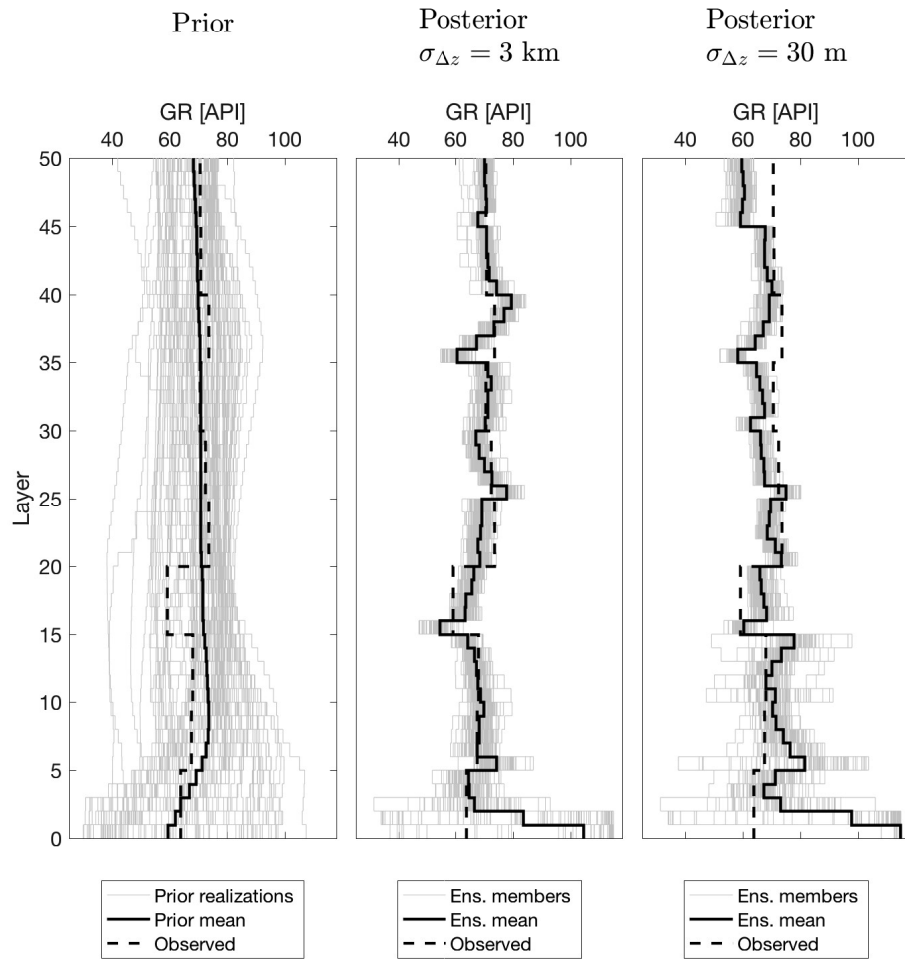 Prior
Posterior
σΔz = 3 km
Posterior
σΔz = 30 m
GR [API]
GR [API]
GR [API]
40 60 80 100
40 60 80 100
40 60 80 100
50
45
40
35
30
25
20
15
10
5
0
Layer
Prior realizations
Prior mean
Observed
Ens. members
Ens. mean
Observed
Ens. members
Ens. mean
Observed